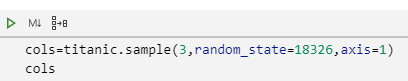 M↓
cols=titanic.sample(3,random_state=18326,axis=1)
cols